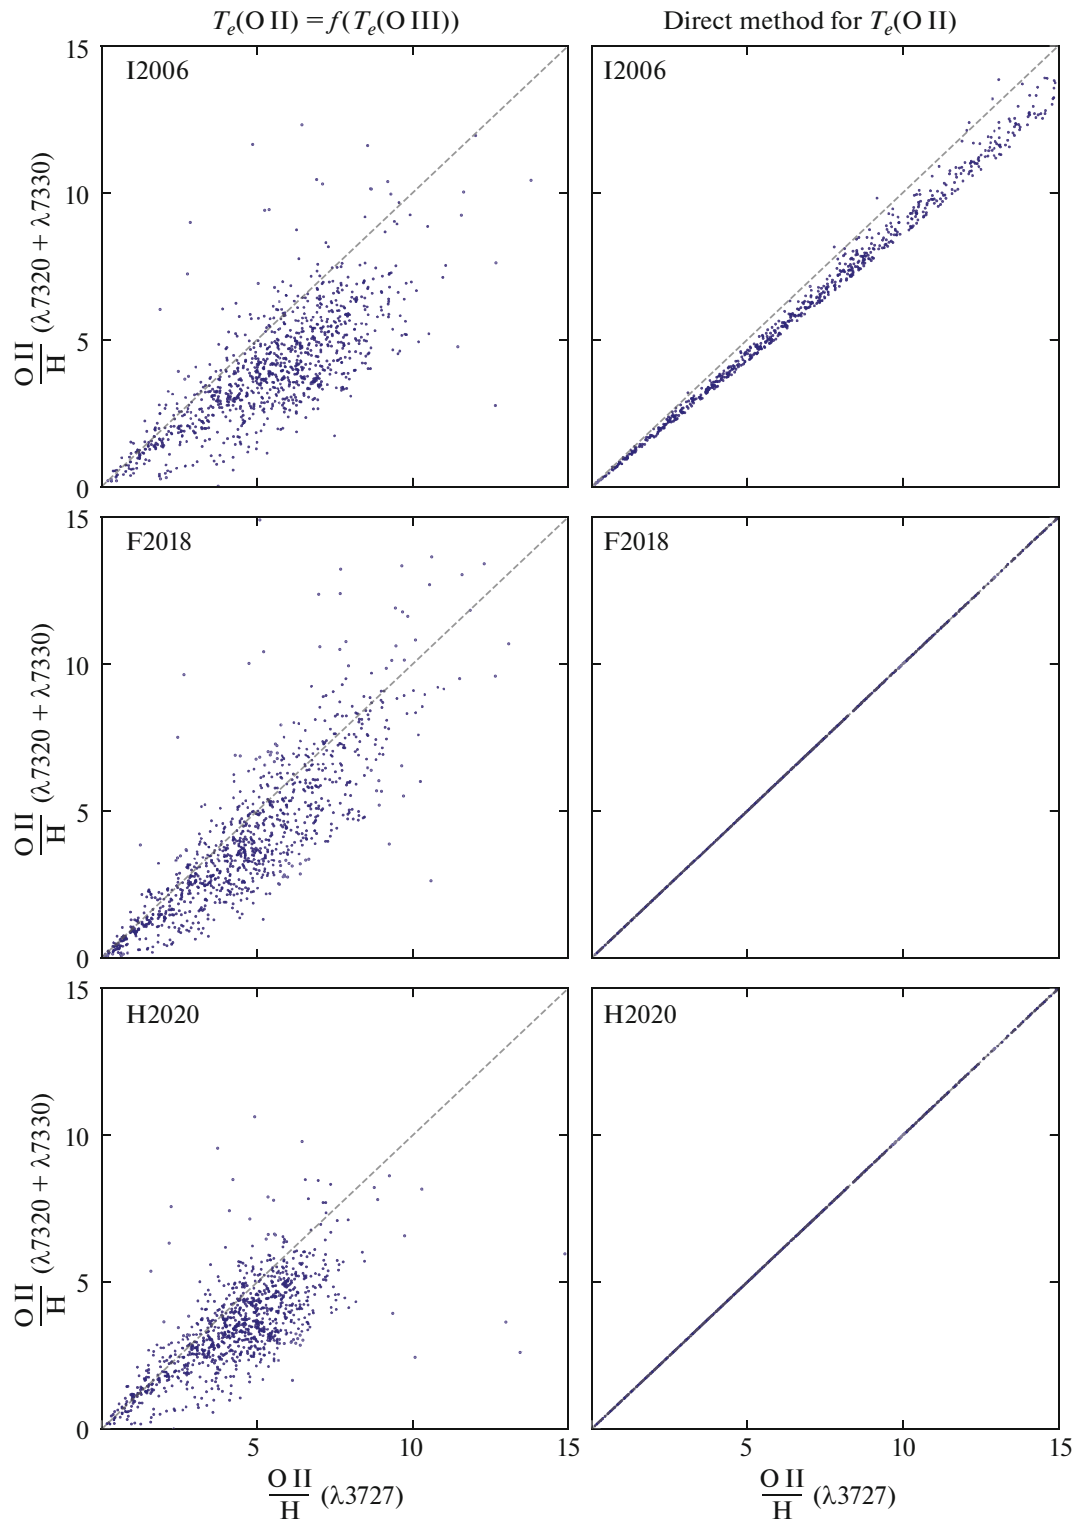 Te(O II) = f(Te(O III))
Direct method for Te(O II)
15
I2006
I2006
10
O II
H
(λ7320 + λ7330)
5
0
15
F2018
F2018
10
O II
H
(λ7320 + λ7330)
5
0
15
H2020
H2020
10
O II
H
(λ7320 + λ7330)
5
0
5 10 15
5 10 15
O II
H
(λ3727)
O II
H
(λ3727)